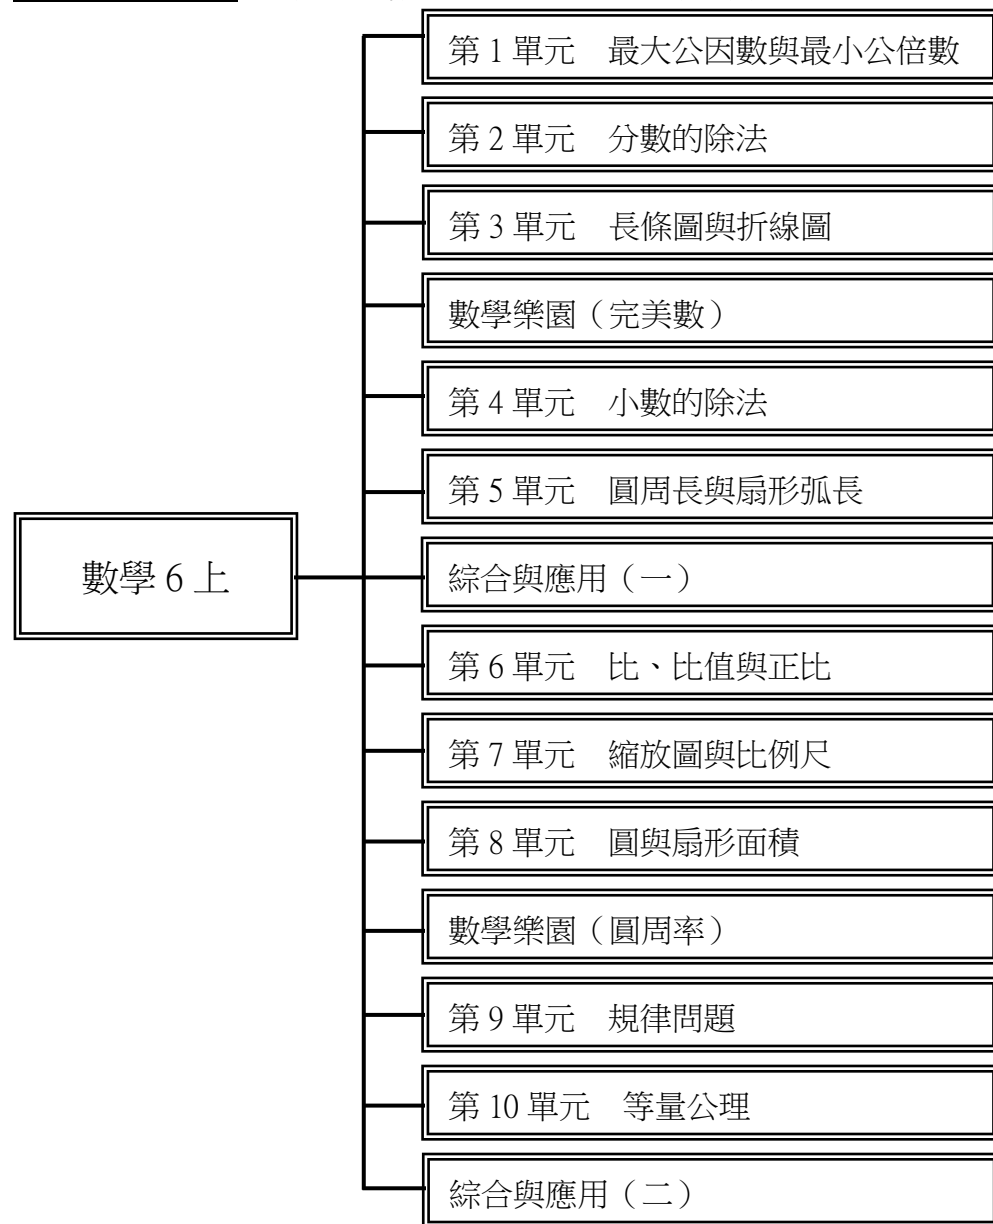 第 1 單元　最大公因數與最小公倍數
第 2 單元　分數的除法
第 3 單元　長條圖與折線圖
數學樂園（完美數）
第 4 單元　小數的除法
第 5 單元　圓周長與扇形弧長
數學 6 上
綜合與應用（一）
第 6 單元　比、比值與正比
第 7 單元　縮放圖與比例尺
第 8 單元　圓與扇形面積
數學樂園（圓周率）
第 9 單元　規律問題
第 10 單元　等量公理
綜合與應用（二）